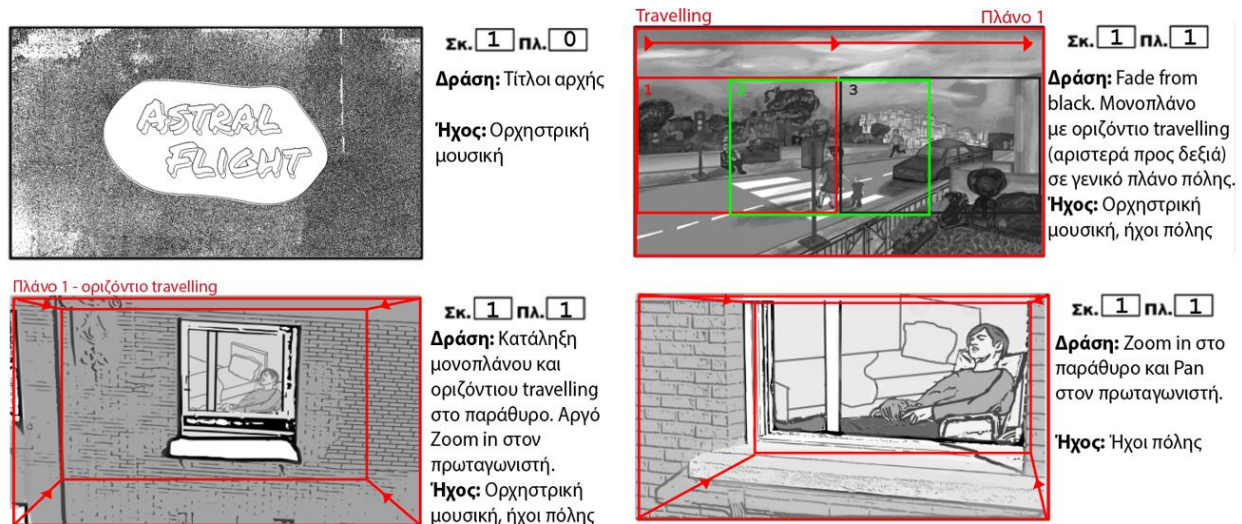 ASTRAL
FLIGHT
Σκ. 1 Πλ. 0
Δράση: Τίτλοι αρχής
Ήχος: Ορχηστρική
μουσική
Travelling
Πλάνο 1
1
2
3
Σκ. 1 Πλ. 1
Δράση: Fade from
black. Μονοπλάνο
με οριζόντιο travelling
(αριστερά προς δεξιά)
σε γενικό πλάνο πόλης.
Ήχος: Ορχηστρική
μουσική, ήχοι πόλης
Πλάνο 1 - οριζόντιο travelling
Σκ. 1 Πλ. 1
Δράση: Κατάληξη
μονοπλάνου και
οριζόντιου travelling
στο παράθυρο. Αργό
Zoom in στον
πρωταγωνιστή.
Ήχος: Ορχηστρική
μουσική, ήχοι πόλης
Σκ. 1 Πλ. 1
Δράση: Zoom in στο
παράθυρο και Pan
στον πρωταγωνιστή.
Ήχος: Ήχοι πόλης